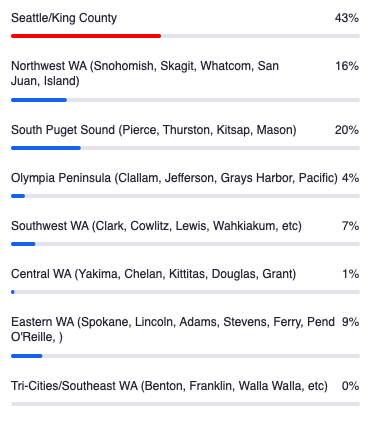 Seattle/King County 43%
Northwest WA (Snohomish, Skagit, Whatcom, San 16%
Juan, Island)
South Puget Sound (Pierce, Thurston, Kitsap, Mason) 20%
Olympia Peninsula (Clallam, Jefferson, Grays Harbor, Pacific) 4%
Southwest WA (Clark, Cowlitz, Lewis, Wahkiakum, etc) 7%
Central WA (Yakima, Chelan, Kittitas, Douglas, Grant) 1%
Eastern WA (Spokane, Lincoln, Adams, Stevens, Ferry, Pend 9%
O'Reille, )
Tri-Cities/Southeast WA (Benton, Franklin, Walla Walla, etc) 0%